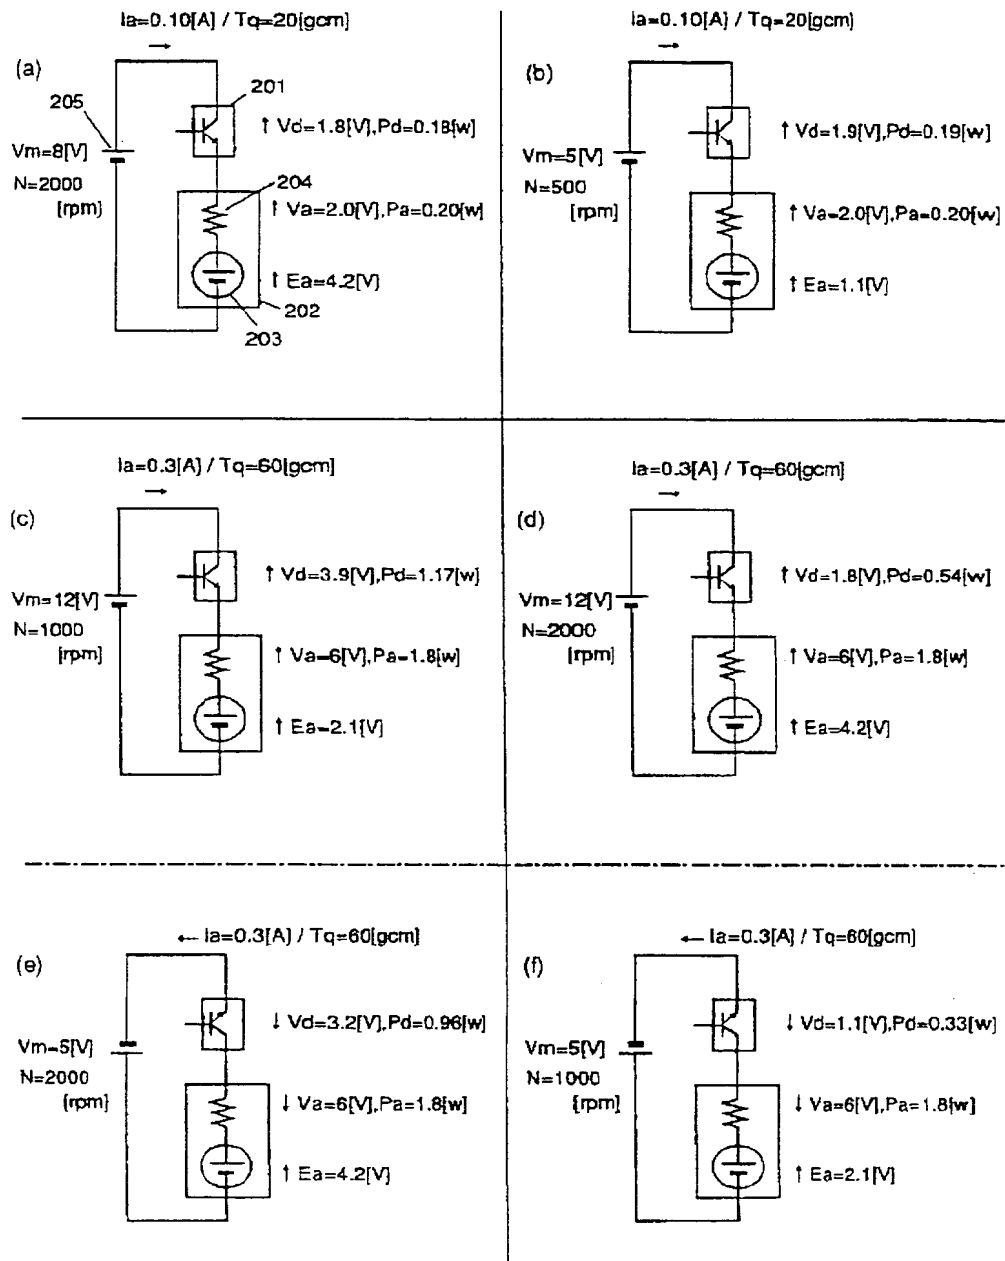 Ia=0.10[A] / Tq=20[gcm]
→
(a)
205
201
↑ Vd=1.8[V],Pd=0.18[w]
Vm=8[V]
N=2000
[rpm]
204
↑ Va=2.0[V],Pa=0.20[w]
↑ Ea=4.2[V]
202
203
Ia=0.10[A] / Tq=20[gcm]
→
(b)
↑ Vd=1.9[V],Pd=0.19[w]
Vm=5[V]
N=500
[rpm]
↑ Va=2.0[V],Pa=0.20[w]
↑ Ea=1.1[V]
Ia=0.3[A] / Tq=60[gcm]
→
(c)
↑ Vd=3.9[V],Pd=1.17[w]
Vm=12[V]
N=1000
[rpm]
↑ Va=6[V],Pa=1.8[w]
↑ Ea=2.1[V]
Ia=0.3[A] / Tq=60[gcm]
→
(d)
↑ Vd=1.8[V],Pd=0.54[w]
Vm=12[V]
N=2000
[rpm]
↑ Va=6[V],Pa=1.8[w]
↑ Ea=4.2[V]
← Ia=0.3[A] / Tq=60[gcm]
(e)
↓ Vd=3.2[V],Pd=0.96[w]
Vm=5[V]
N=2000
[rpm]
↓ Va=6[V],Pa=1.8[w]
↑ Ea=4.2[V]
← Ia=0.3[A] / Tq=60[gcm]
(f)
↓ Vd=1.1[V],Pd=0.33[w]
Vm=5[V]
N=1000
[rpm]
↓ Va=6[V],Pa=1.8[w]
↑ Ea=2.1[V]